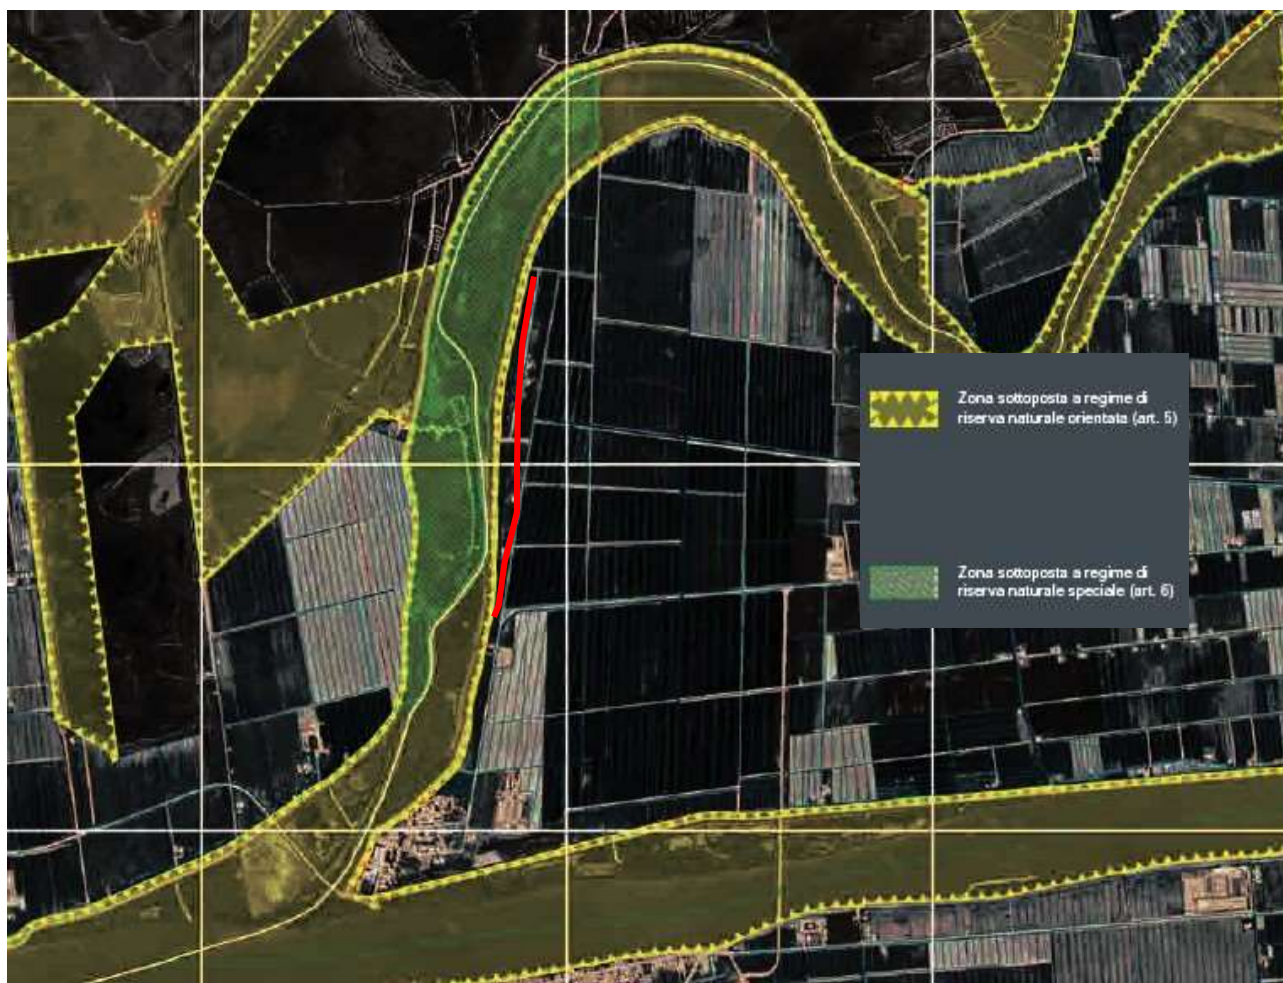 Zona sottoposta a regime di
riserva naturale orientata (art. 5)
Zona sottoposta a regime di
riserva naturale speciale (art. 6)